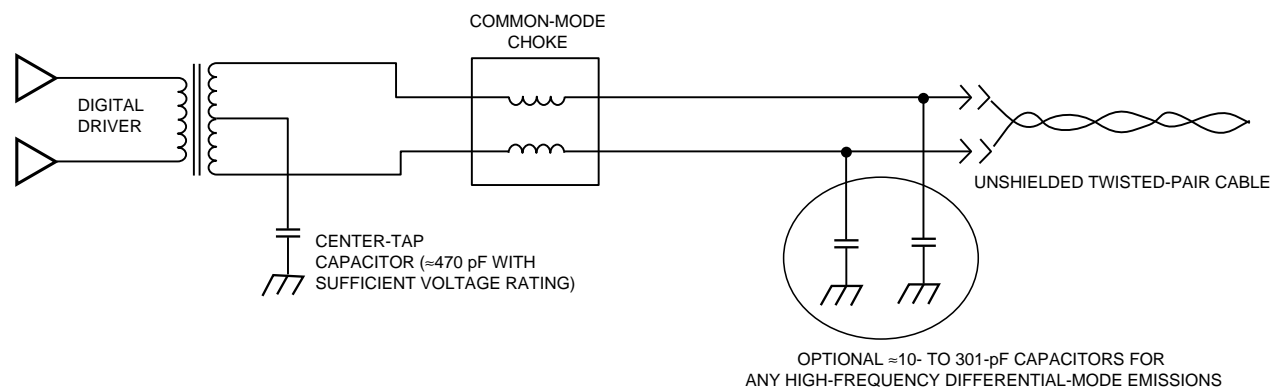 COMMON-MODE
CHOKE
DIGITAL
DRIVER
UNSHIELDED TWISTED-PAIR CABLE
CENTER-TAP
CAPACITOR (≈470 pF WITH
SUFFICIENT VOLTAGE RATING)
OPTIONAL ≈10- TO 301-pF CAPACITORS FOR
ANY HIGH-FREQUENCY DIFFERENTIAL-MODE EMISSIONS